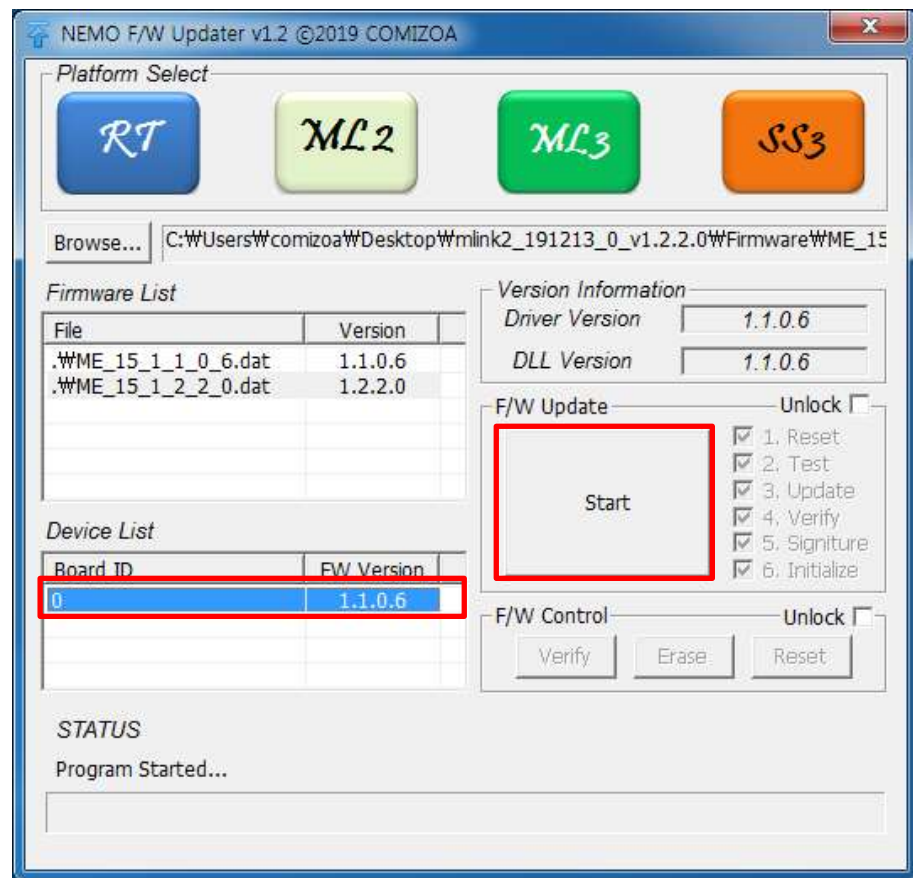 NEMO F/W Updater v1.2 ©2019 COMIZOA
Platform Select
RT ML2 ML3 SS3
Browse... C:₩Users₩comizoa₩Desktop₩mlink2_191213_0_v1.2.2.0₩Firmware₩ME_15
Firmware List
File Version
.₩ME_15_1_1_0_6.dat 1.1.0.6
.₩ME_15_1_2_2_0.dat 1.2.2.0
Version Information
Driver Version 1.1.0.6
DLL Version 1.1.0.6
F/W Update Unlock
Start
1. Reset
2. Test
3. Update
4. Verify
5. Signiture
6. Initialize
Device List
Board ID FW Version
0 1.1.0.6
F/W Control Unlock
Verify Erase Reset
STATUS
Program Started...